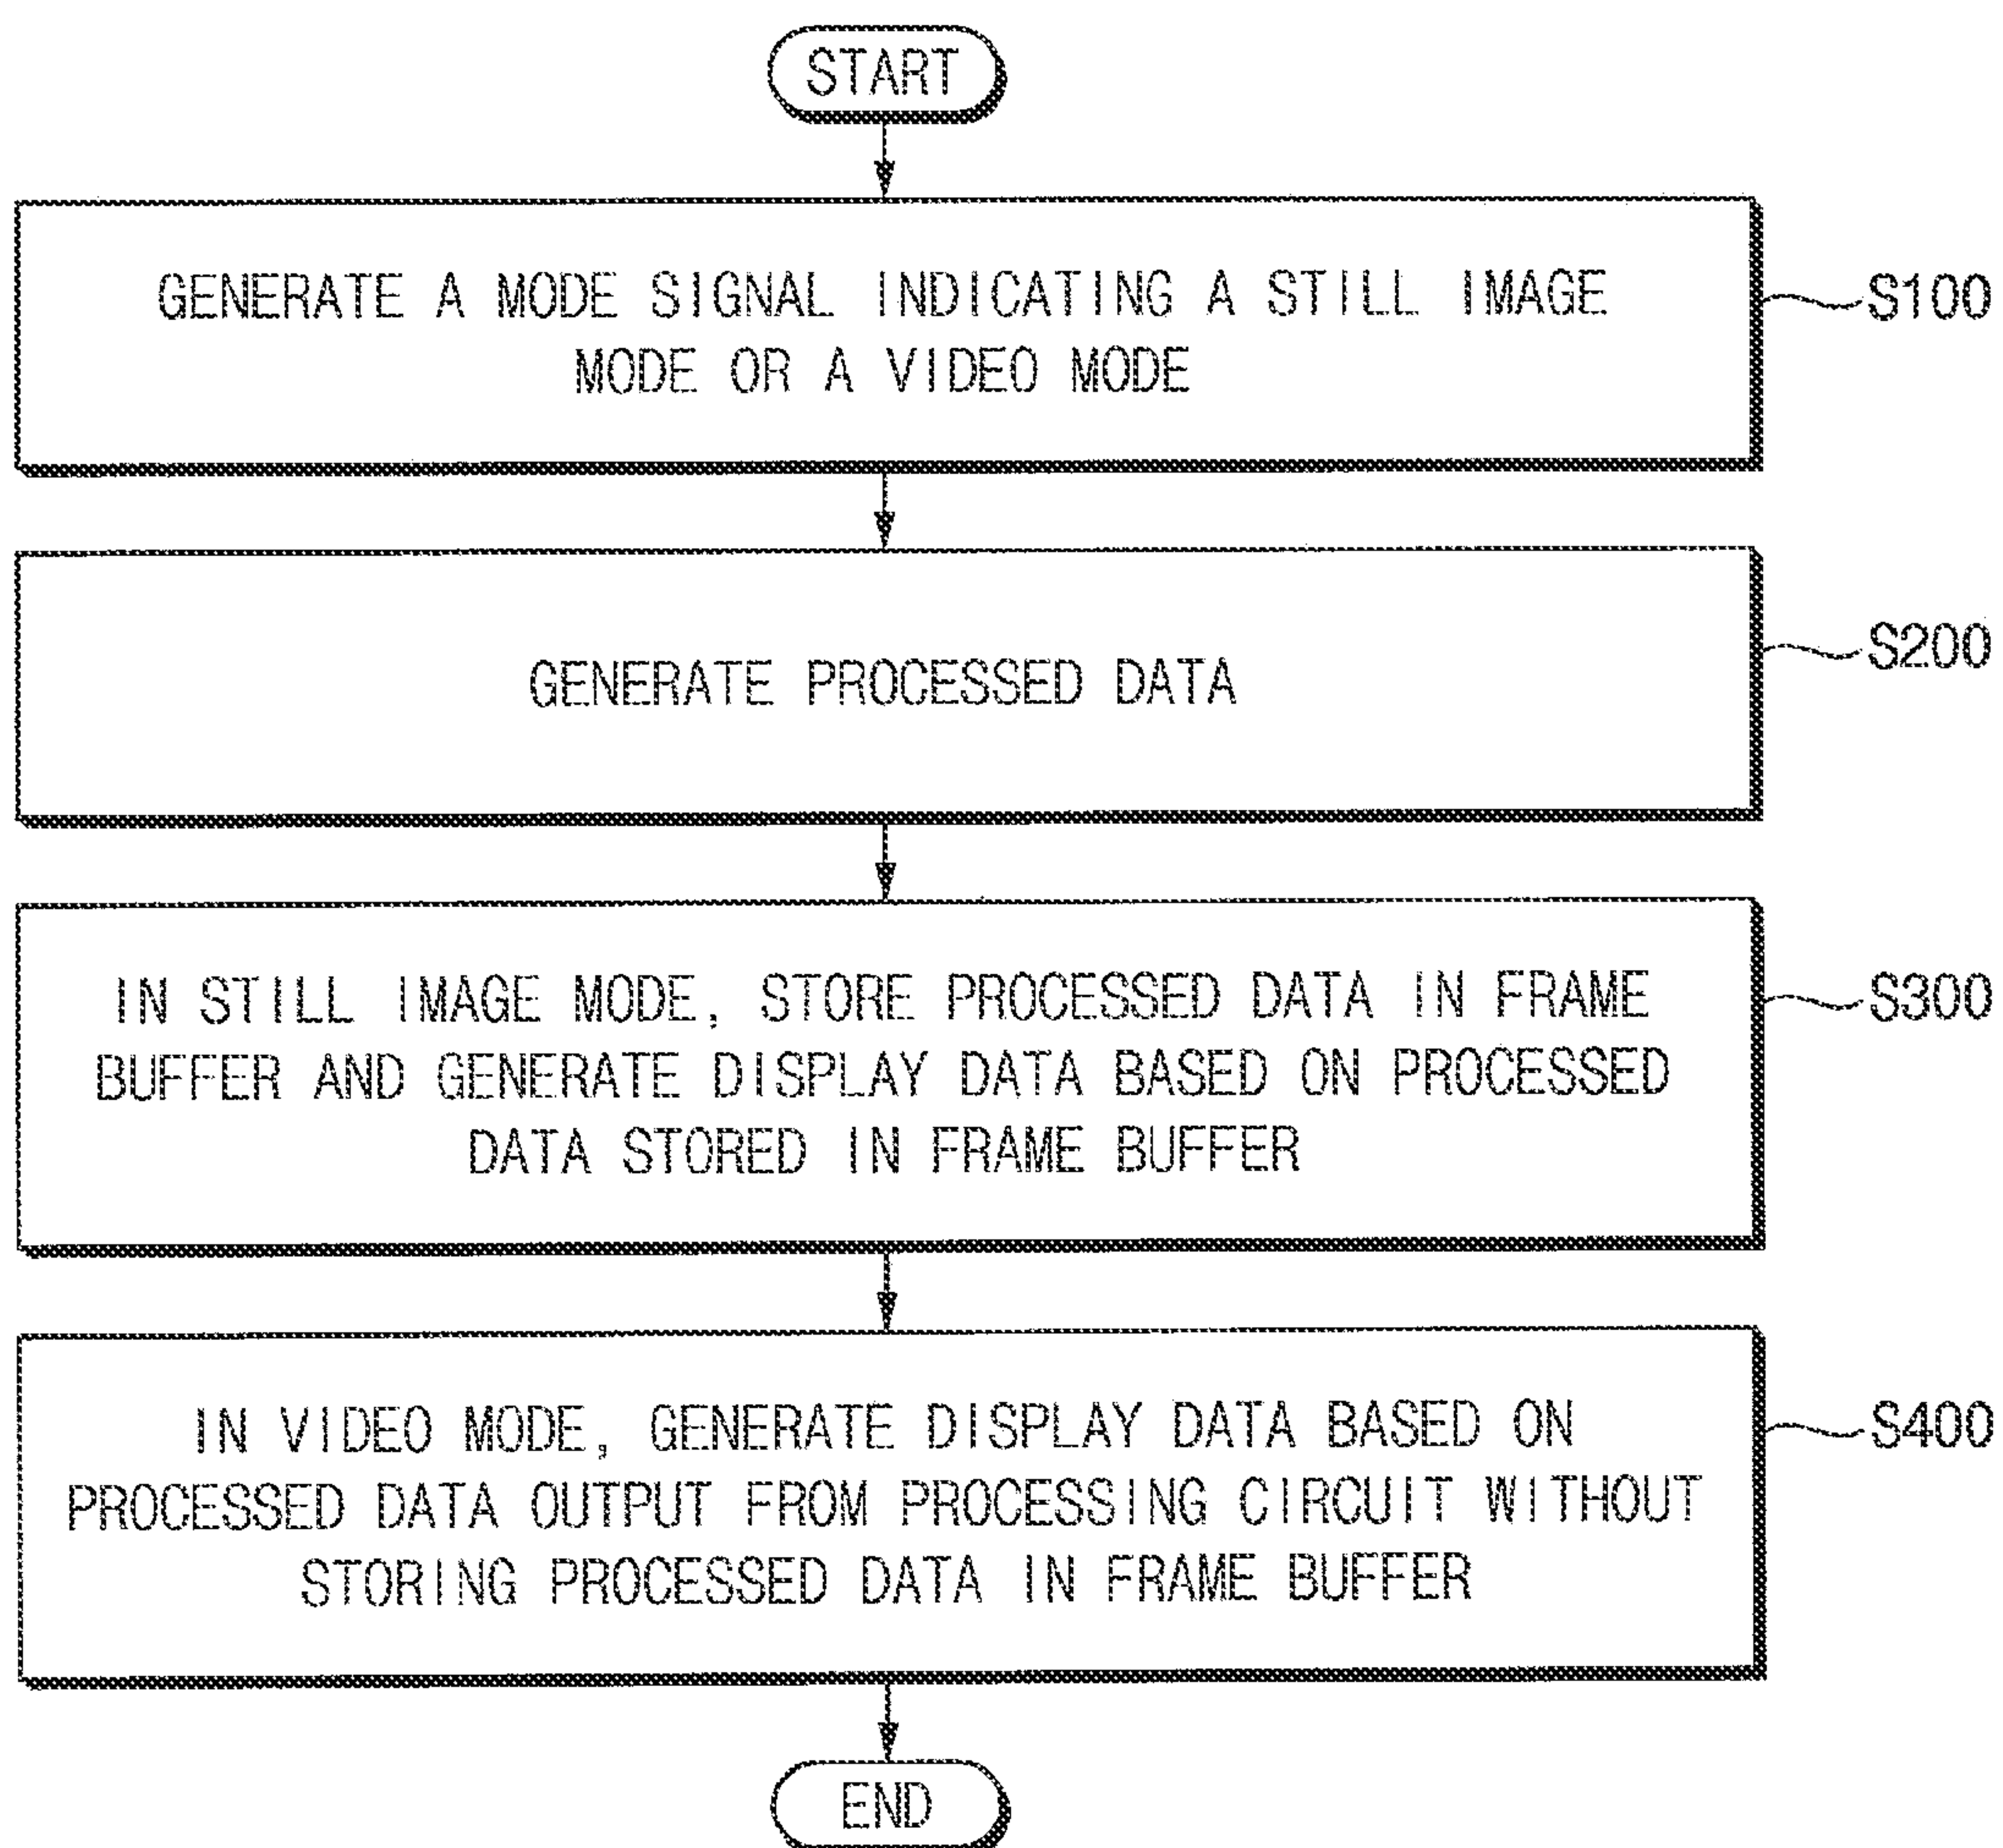 START
GENERATE A MODE SIGNAL INDICATING A STILL IMAGE
MODE OR A VIDEO MODE
S100
GENERATE PROCESSED DATA
S200
IN STILL IMAGE MODE, STORE PROCESSED DATA IN FRAME
BUFFER AND GENERATE DISPLAY DATA BASED ON PROCESSED
DATA STORED IN FRAME BUFFER
S300
IN VIDEO MODE, GENERATE DISPLAY DATA BASED ON
PROCESSED DATA OUTPUT FROM PROCESSING CIRCUIT WITHOUT
STORING PROCESSED DATA IN FRAME BUFFER
S400
END